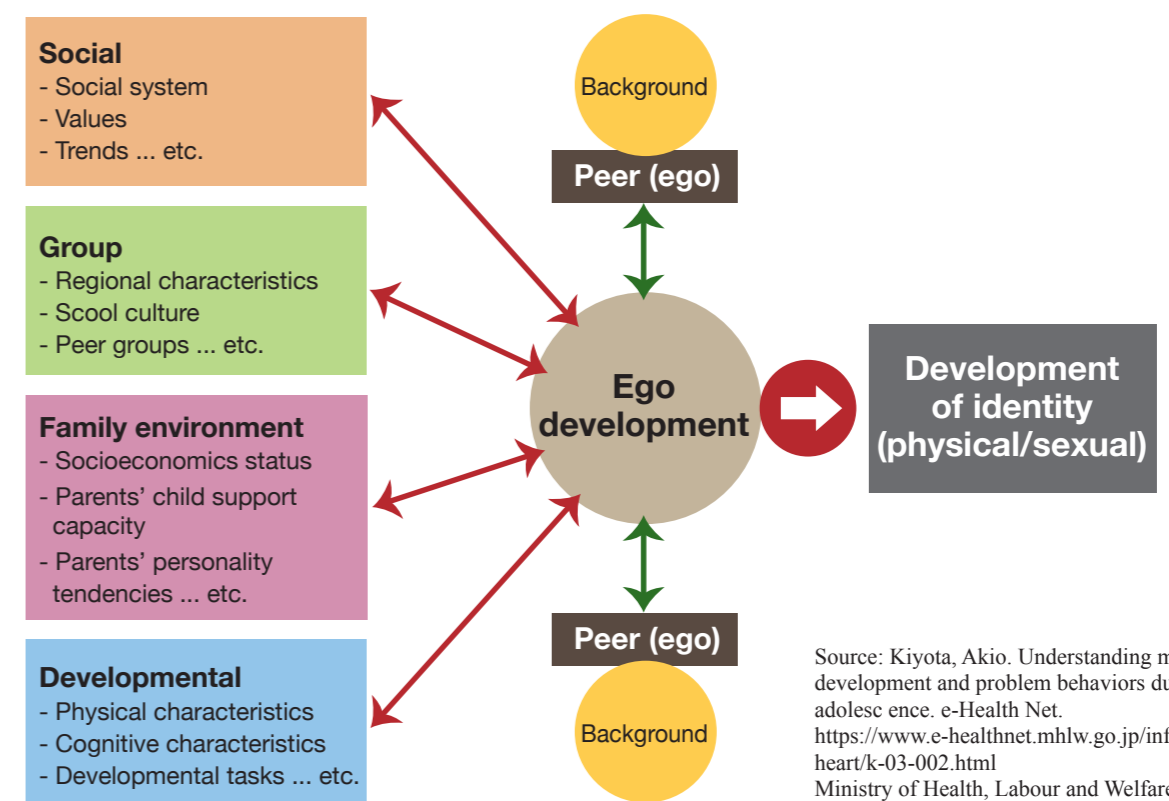 Social
- Social system
- Values
- Trends ... etc.
Group
- Regional characteristics
- Scool culture
- Peer groups ... etc.
Family environment
- Socioeconomics status
- Parents' child support
capacity
- Parents' personality
tendencies ... etc.
Developmental
- Physical characteristics
- Cognitive characteristics
- Developmental tasks ... etc.
Background
Peer (ego)
Ego
development
Peer (ego)
Background
Development
of identity
(physical/sexual)
Source: Kiyota, Akio. Understanding
development and problem behaviors
adolesc ence. e-Health Net.
https://www.e-healthnet.mhlw.go.jp/inf
heart/k-03-002.html
Ministry of Health, Labour and Welfare